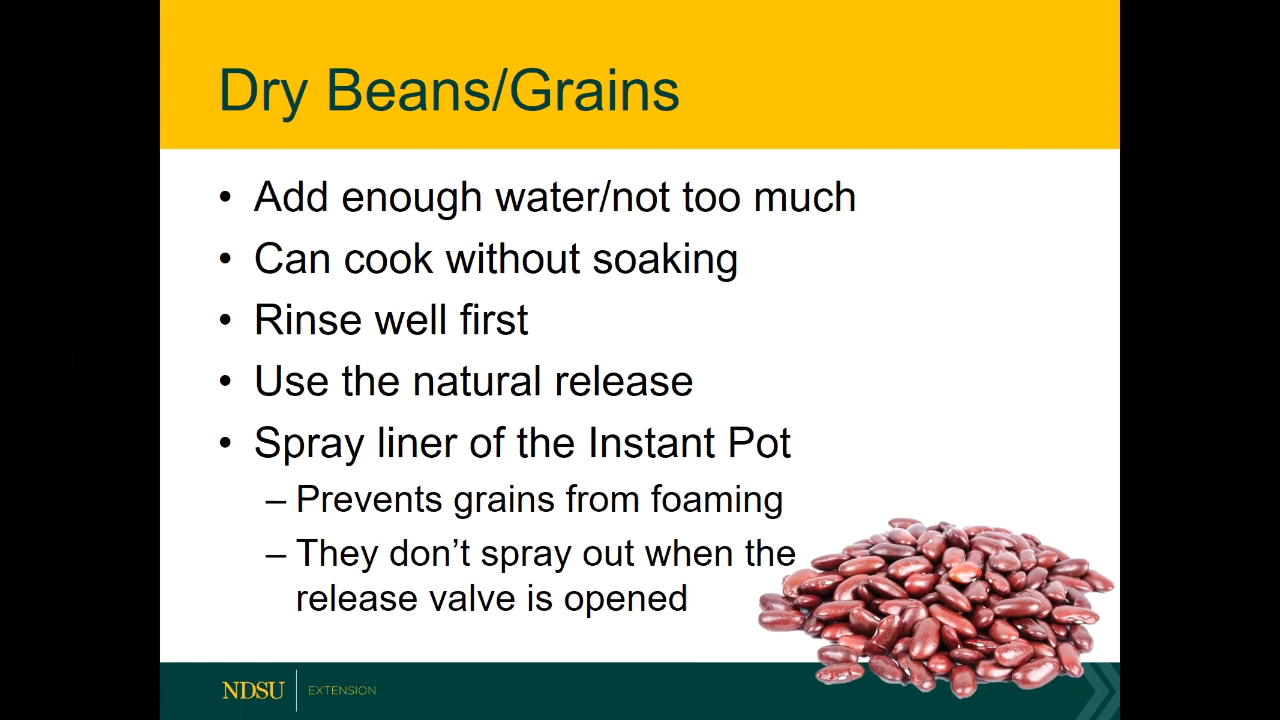 Dry Beans/Grains
• Add enough water/not too much
• Can cook without soaking
• Rinse well first
• Use the natural release
• Spray liner of the Instant Pot
– Prevents grains from foaming
– They don’t spray out when the
release valve is opened
NDSU EXTENSION